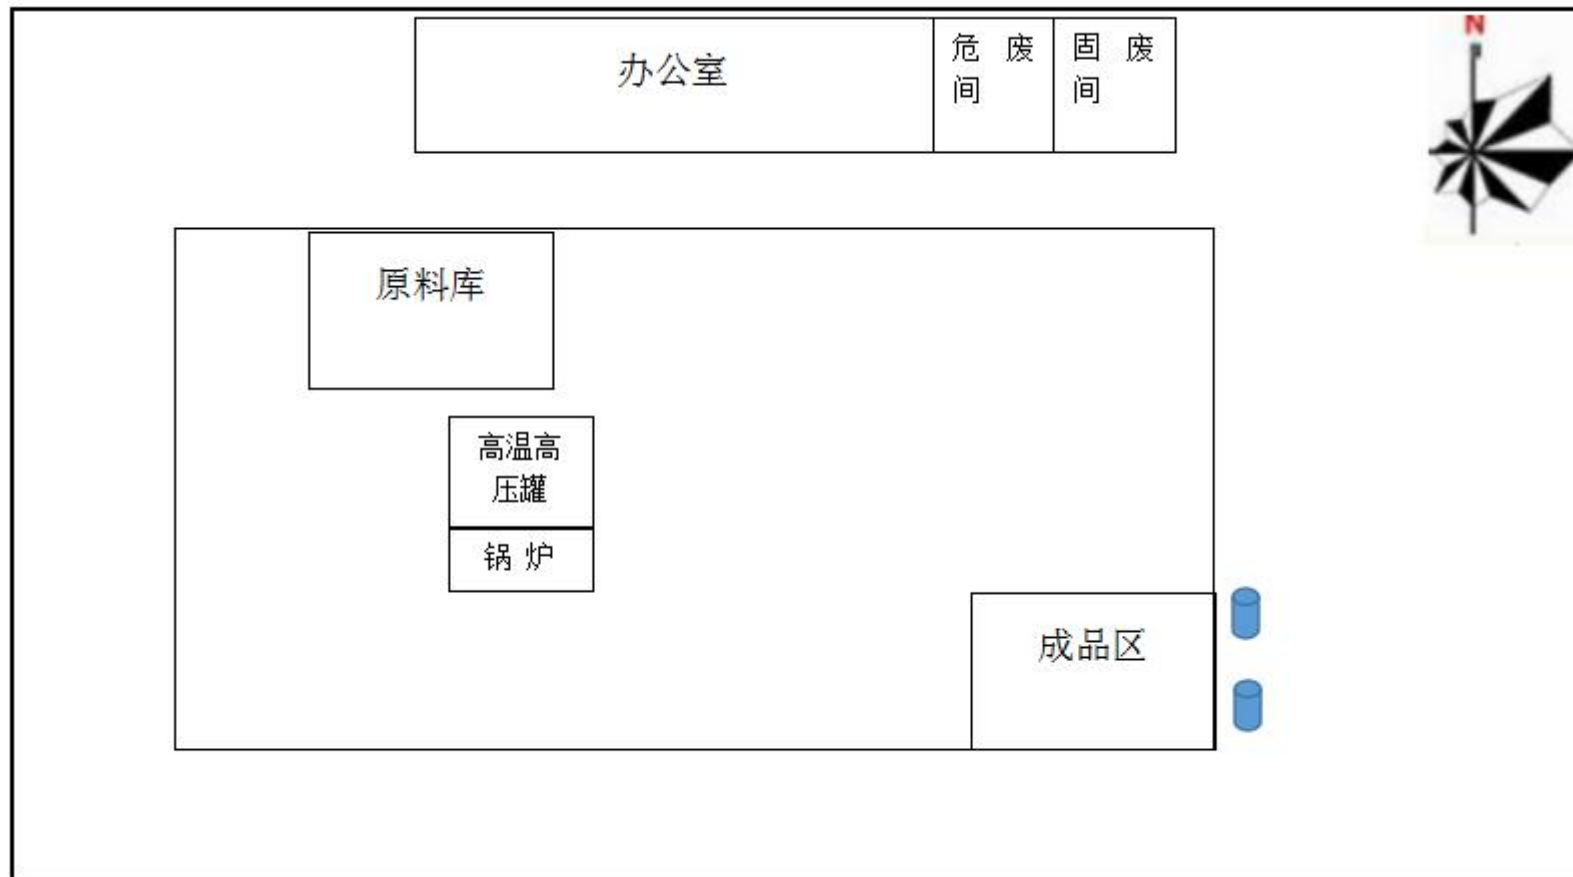 N
办公室
危 废
间
固 废
间
原料库
高温高
压罐
锅 炉
成品区